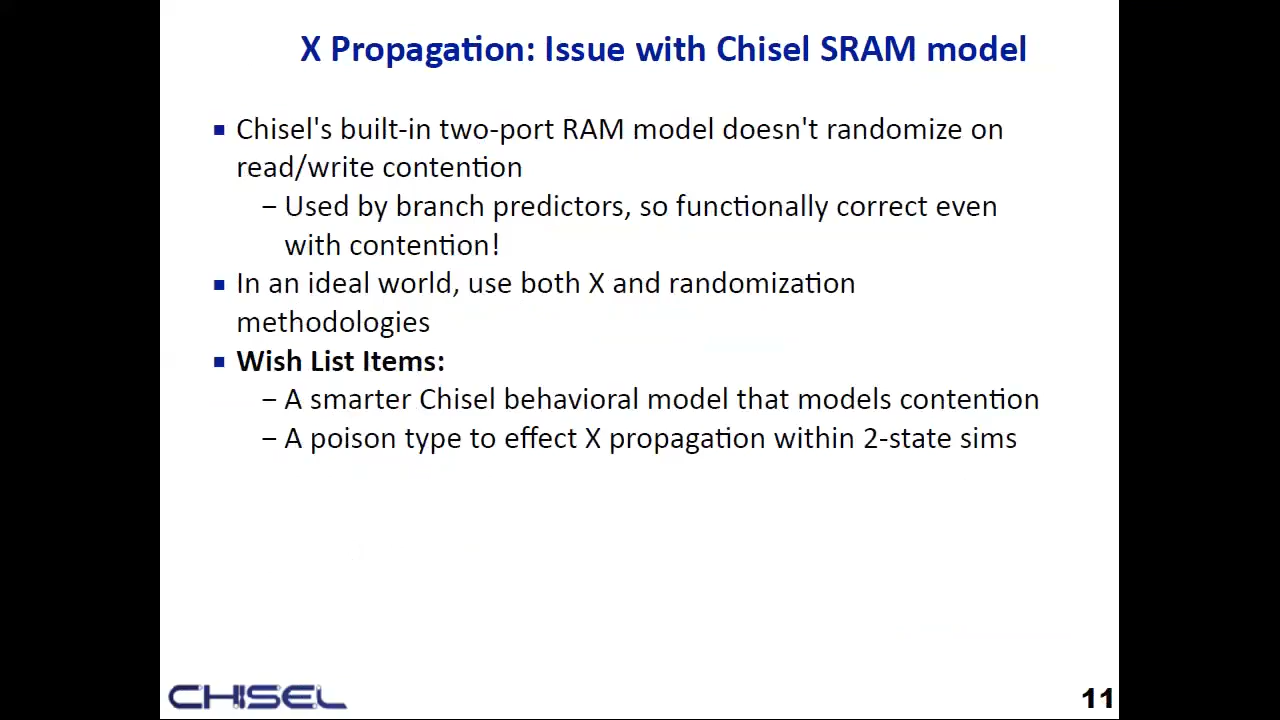 X Propagation: Issue with Chisel SRAM model
▪ Chisel's built-in two-port RAM model doesn't randomize on
read/write contention
– Used by branch predictors, so functionally correct even
with contention!
▪ In an ideal world, use both X and randomization
methodologies
▪ Wish List Items:
– A smarter Chisel behavioral model that models contention
– A poison type to effect X propagation within 2-state sims
CHISEL
11